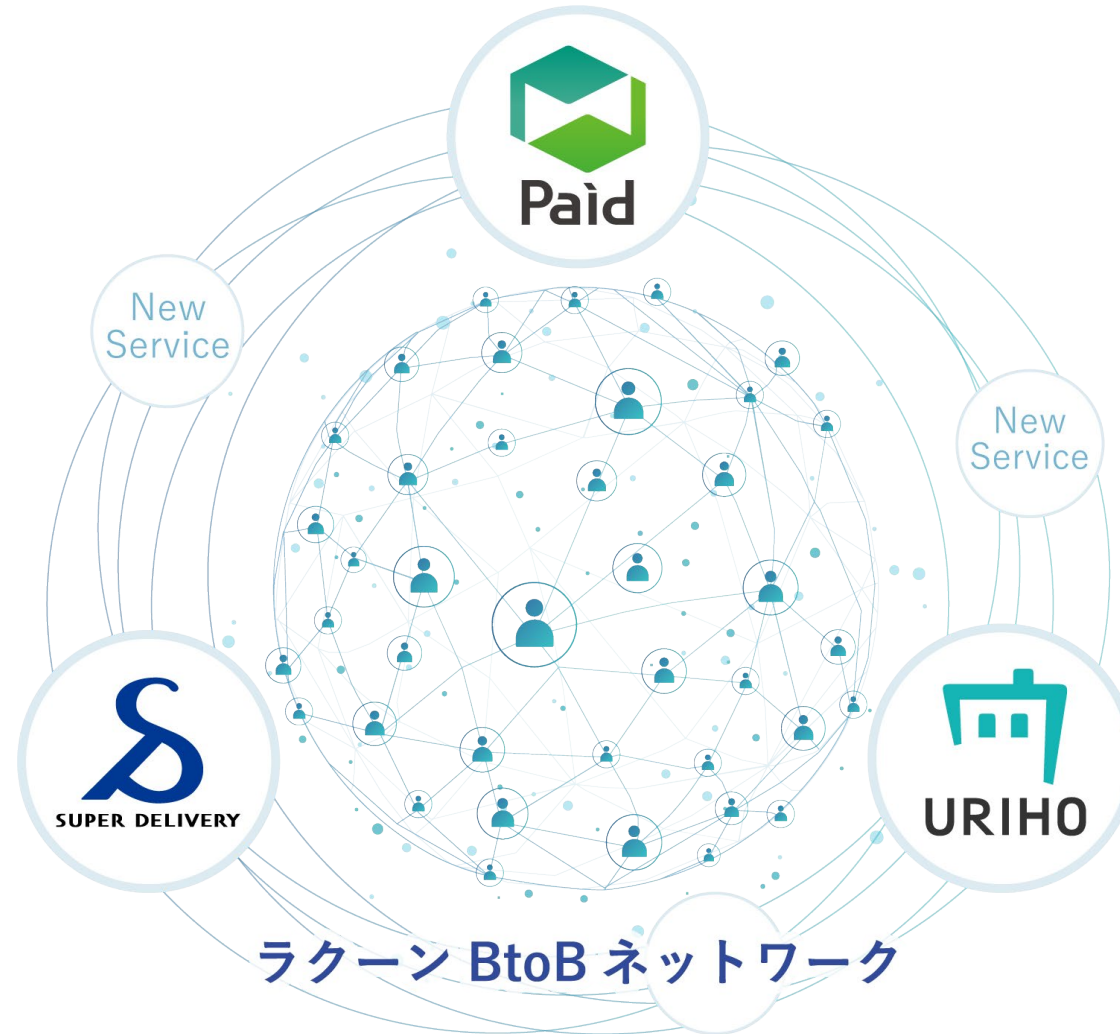 Paid
New
Service
New
Service
SUPER DELIVERY
URIHO
ラクーン BtoB ネットワーク